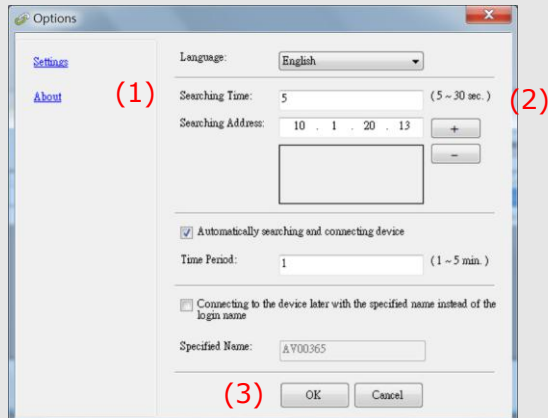 Options
Settings
About
(1)
Language:
English
Searching Time:
5
(5 ~ 30 sec.)
(2)
Searching Address:
10 . 1 . 20 . 13
+
-
Automatically searching and connecting device
Time Period:
1
(1 ~ 5 min.)
Connecting to the device later with the specified name instead of the
login name
Specified Name:
AV00365
(3)
OK
Cancel